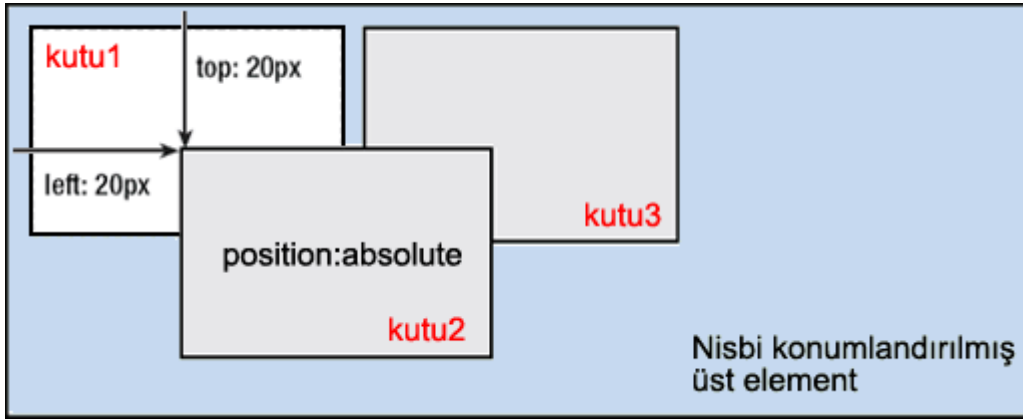 kutu1
top: 20px
left: 20px
kutu3
position:absolute
kutu2
Nisbi konumlandırılmış
üst element